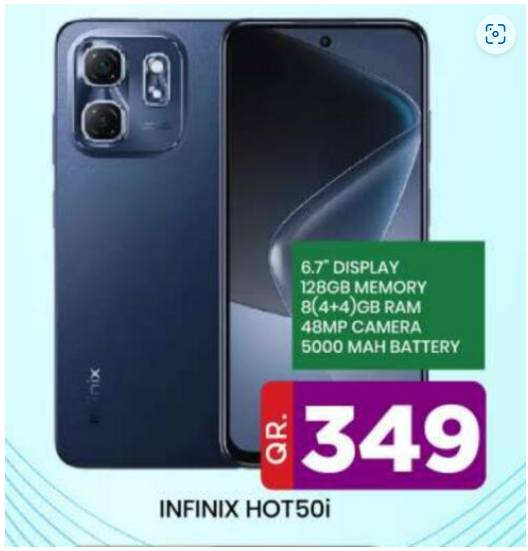 6.7" DISPLAY
128GB MEMORY
8(4+4)GB RAM
48MP CAMERA
5000 MAH BATTERY
Infinix
QR. 349
INFINIX HOT50i